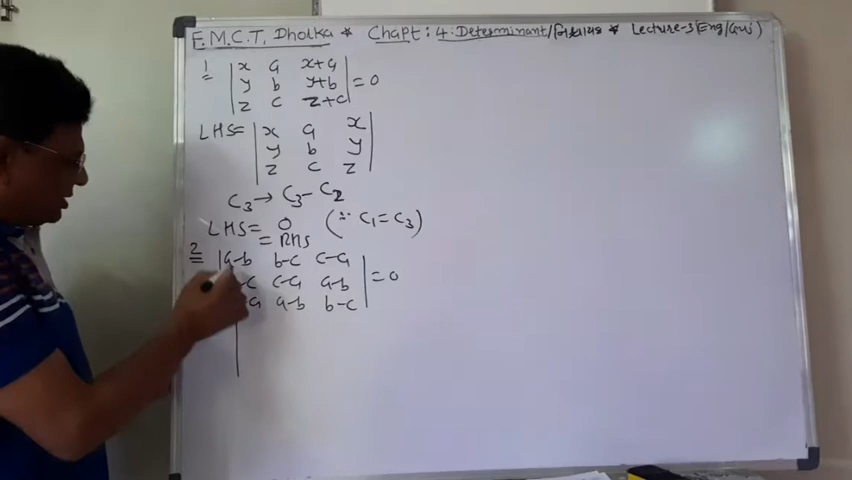 F.M.C.T. Dholka * Chapt : 4. Determinant/ * Lecture-3(Eng/Guj)
1 | x a x+a |
| y b y+b | = 0
| z c z+c |
LHS= | x a x |
| y b y |
| z c z |
C3 → C3 - C2
LHS = 0 (∵ C1 = C3)
= RHS
2 | a-b b-c c-a |
-c c-a a-b | = 0
-a a-b b-c |